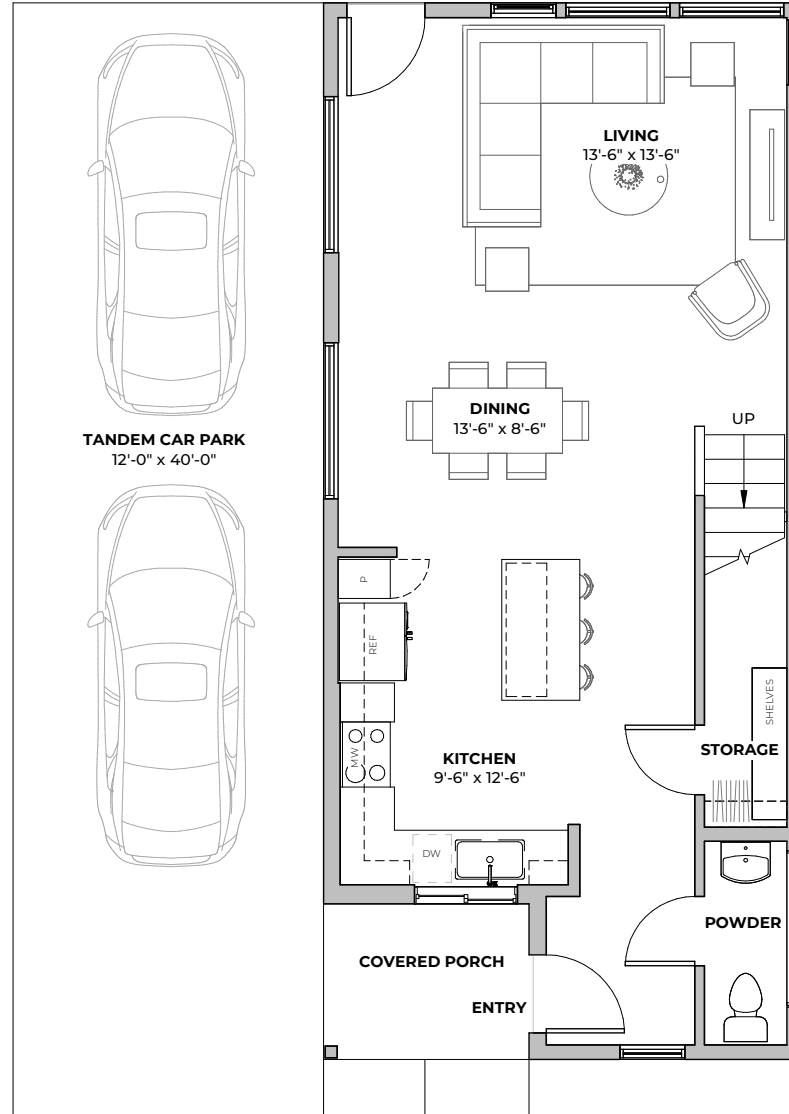 LIVING
13'-6" x 13'-6"
DINING
13'-6" x 8'-6"
UP
TANDEM CAR PARK
12'-0" x 40'-0"
P
REF
SHELVES
MW
KITCHEN
9'-6" x 12'-6"
STORAGE
DW
POWDER
COVERED PORCH
ENTRY